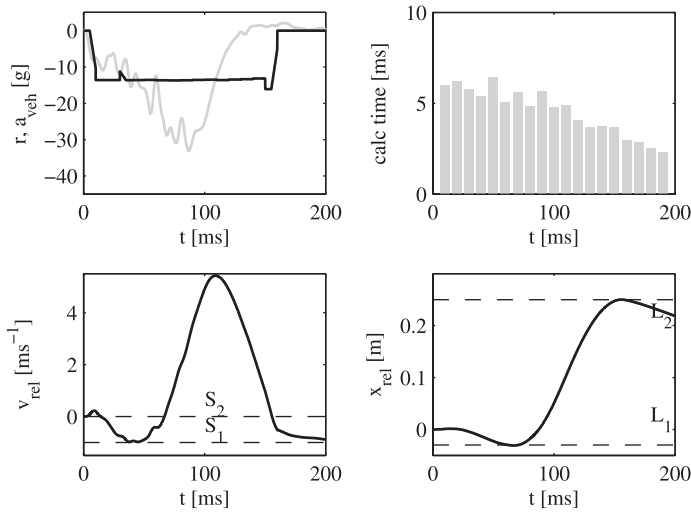 r, a_veh [g]
0
−10
−20
−30
−40
0
100
200
t [ms]
calc time [ms]
10
5
0
0
100
200
t [ms]
v_rel [ms^−1]
4
2
0
S_2
S_1
0
100
200
t [ms]
x_rel [m]
0.2
0.1
0
L_2
L_1
0
100
200
t [ms]